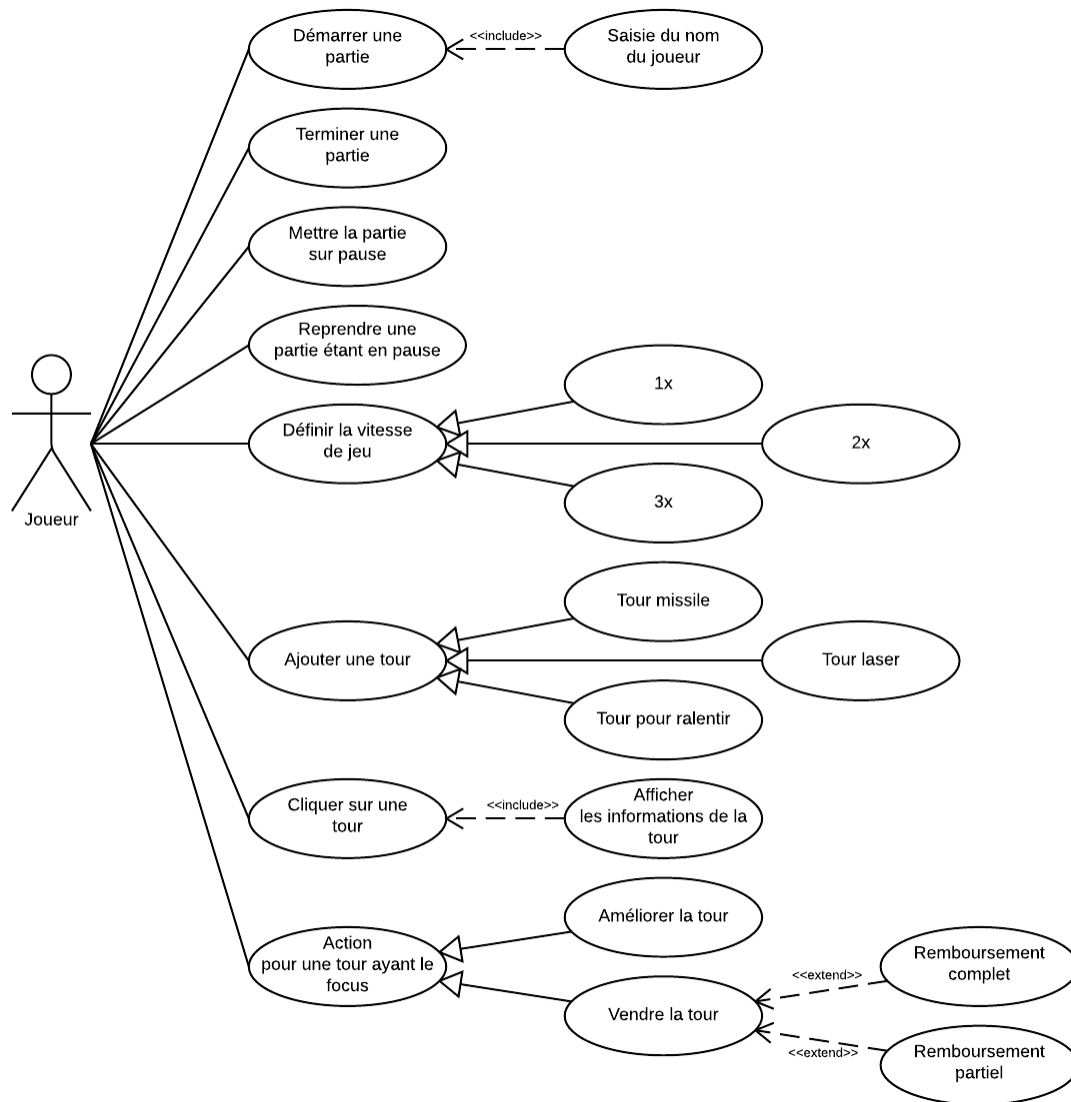 Démarrer une
partie
<<include>>
Saisie du nom
du joueur
Terminer une
partie
Mettre la partie
sur pause
Reprendre une
partie étant en pause
Joueur
Définir la vitesse
de jeu
1x
2x
3x
Ajouter une tour
Tour missile
Tour laser
Tour pour ralentir
Cliquer sur une
tour
<<include>>
Afficher
les informations de la
tour
Action
pour une tour ayant le
focus
Améliorer la tour
Vendre la tour
<<extend>>
Remboursement
complet
<<extend>>
Remboursement
partiel